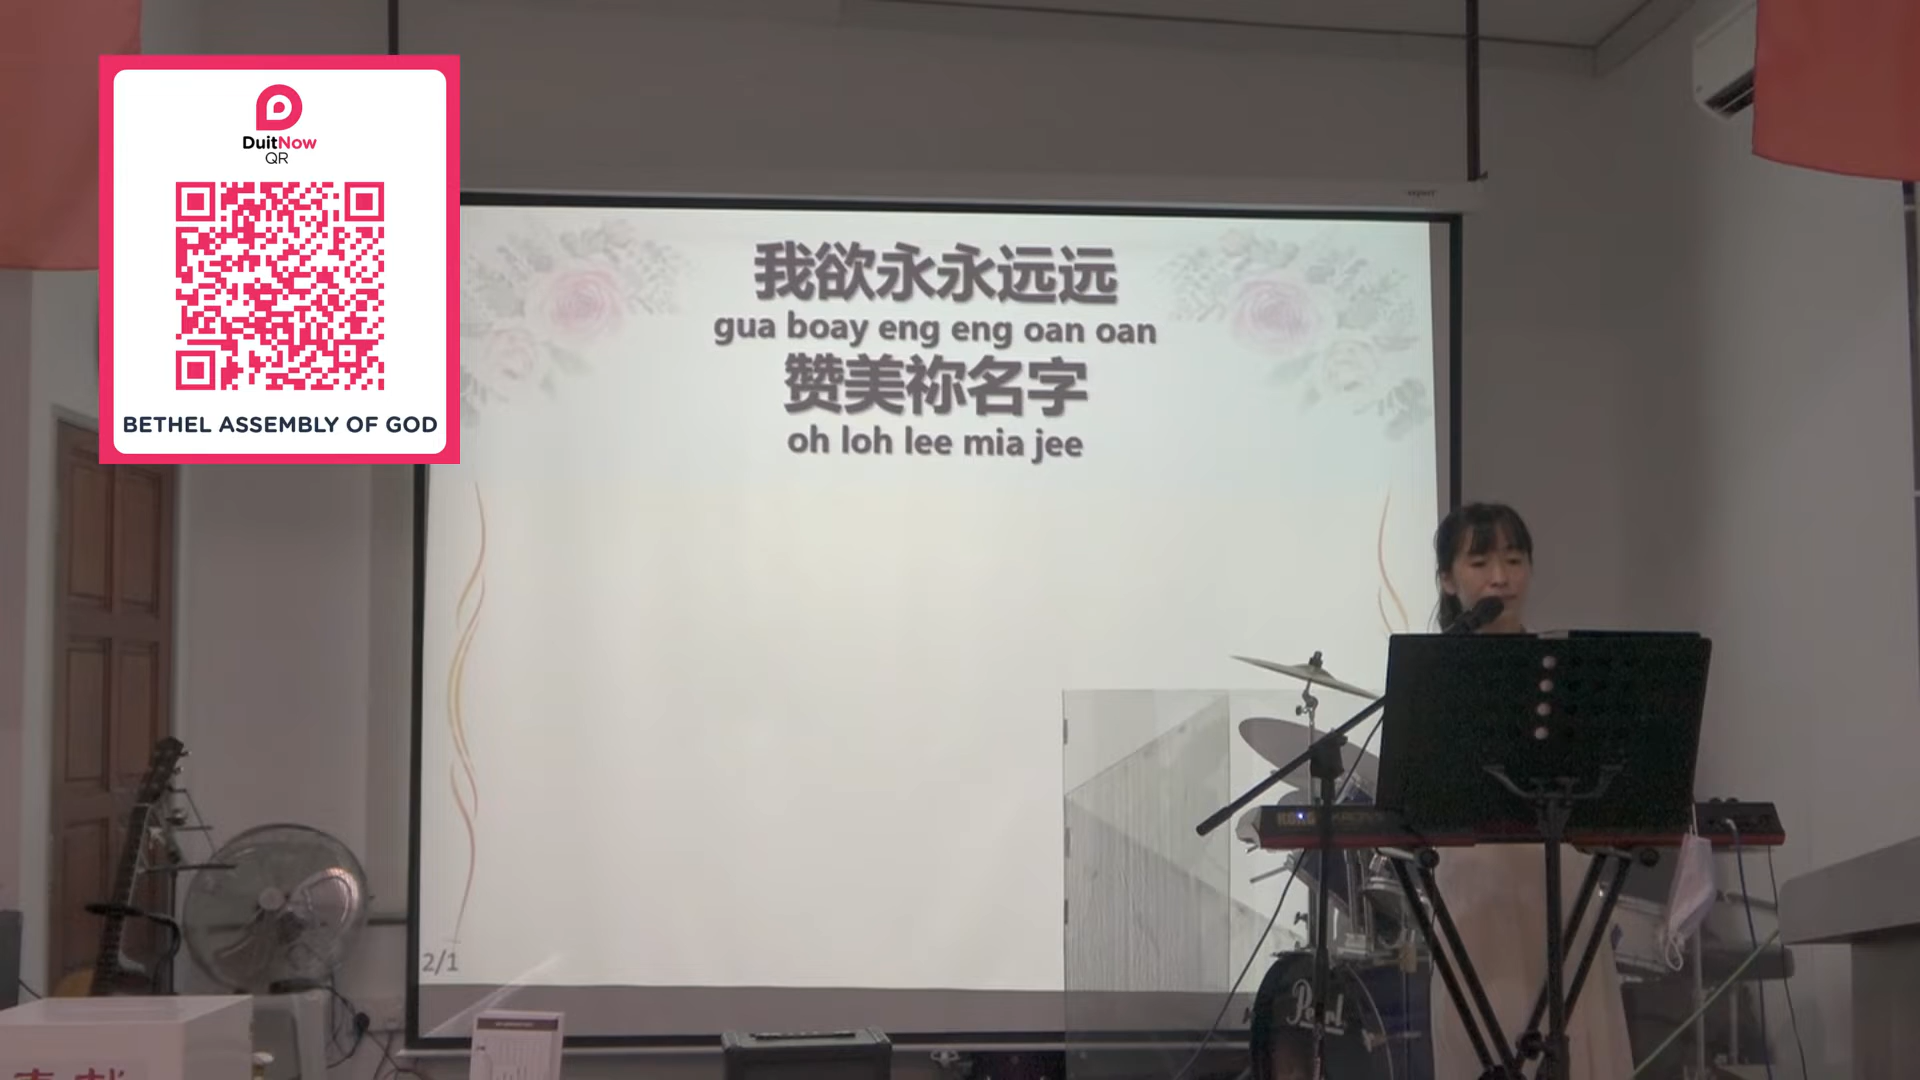 DuitNow
QR
BETHEL ASSEMBLY OF GOD
我欲永永远远
gua boay eng eng oan oan
赞美祢名字
oh loh lee mia jee
2/1
KORG
Pearl